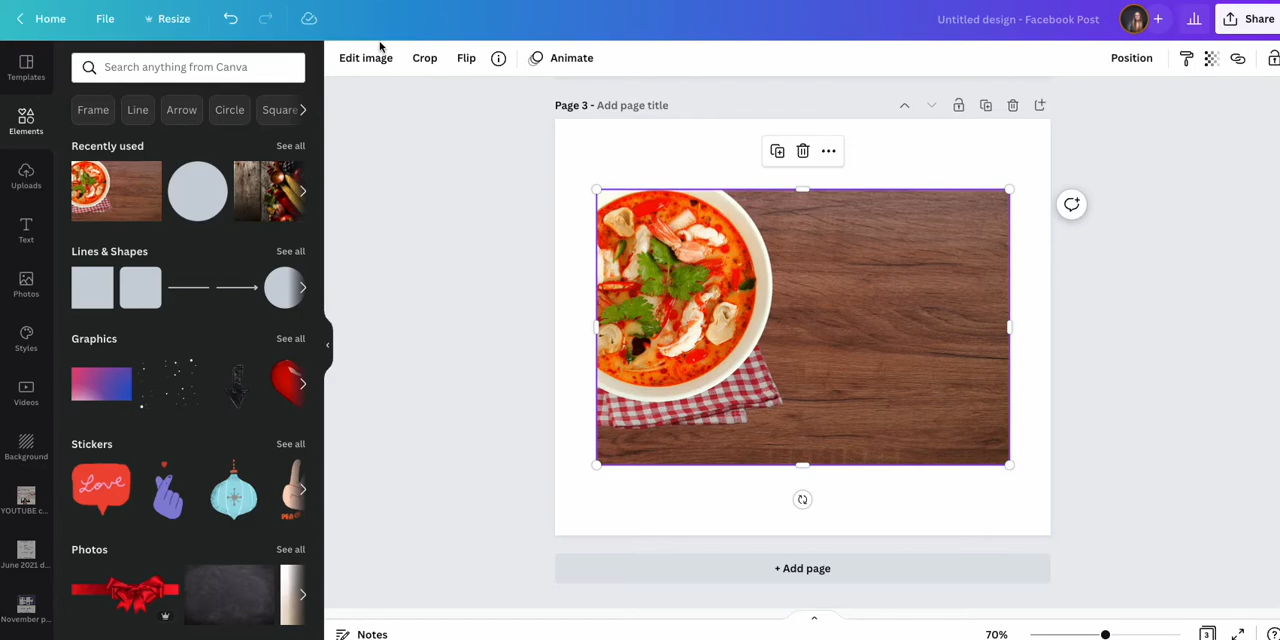 Home File Resize Untitled design - Facebook Post Share
Edit image Crop Flip Animate Position
Templates
Elements
Uploads
Text
Photos
Styles
Videos
Background
YOUTUBE c...
June 2021 d...
November p...
Search anything from Canva
Frame Line Arrow Circle Square
Recently used See all
Lines & Shapes See all
Graphics See all
Stickers See all
Love
Photos See all
Page 3 - Add page title
+ Add page
Notes 70% 3